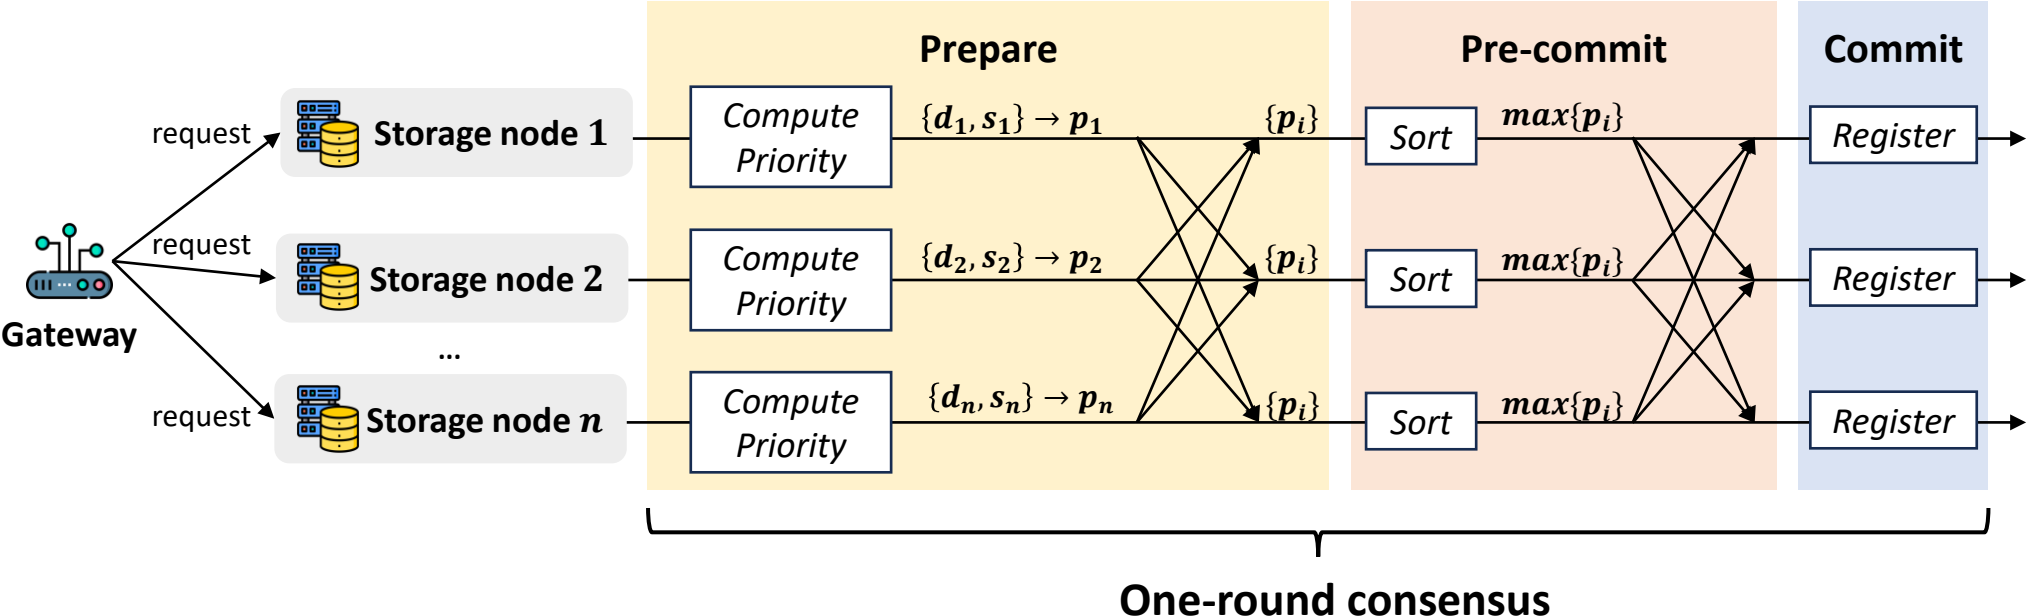 Prepare
Pre-commit
Commit
request
Storage node 1
Compute
Priority
{d₁, s₁} → p₁
{pᵢ}
Sort
max{pᵢ}
Register
request
Storage node 2
Compute
Priority
{d₂, s₂} → p₂
{pᵢ}
Sort
max{pᵢ}
Register
Gateway
...
request
Storage node n
Compute
Priority
{dₙ, sₙ} → pₙ
{pᵢ}
Sort
max{pᵢ}
Register
One-round consensus